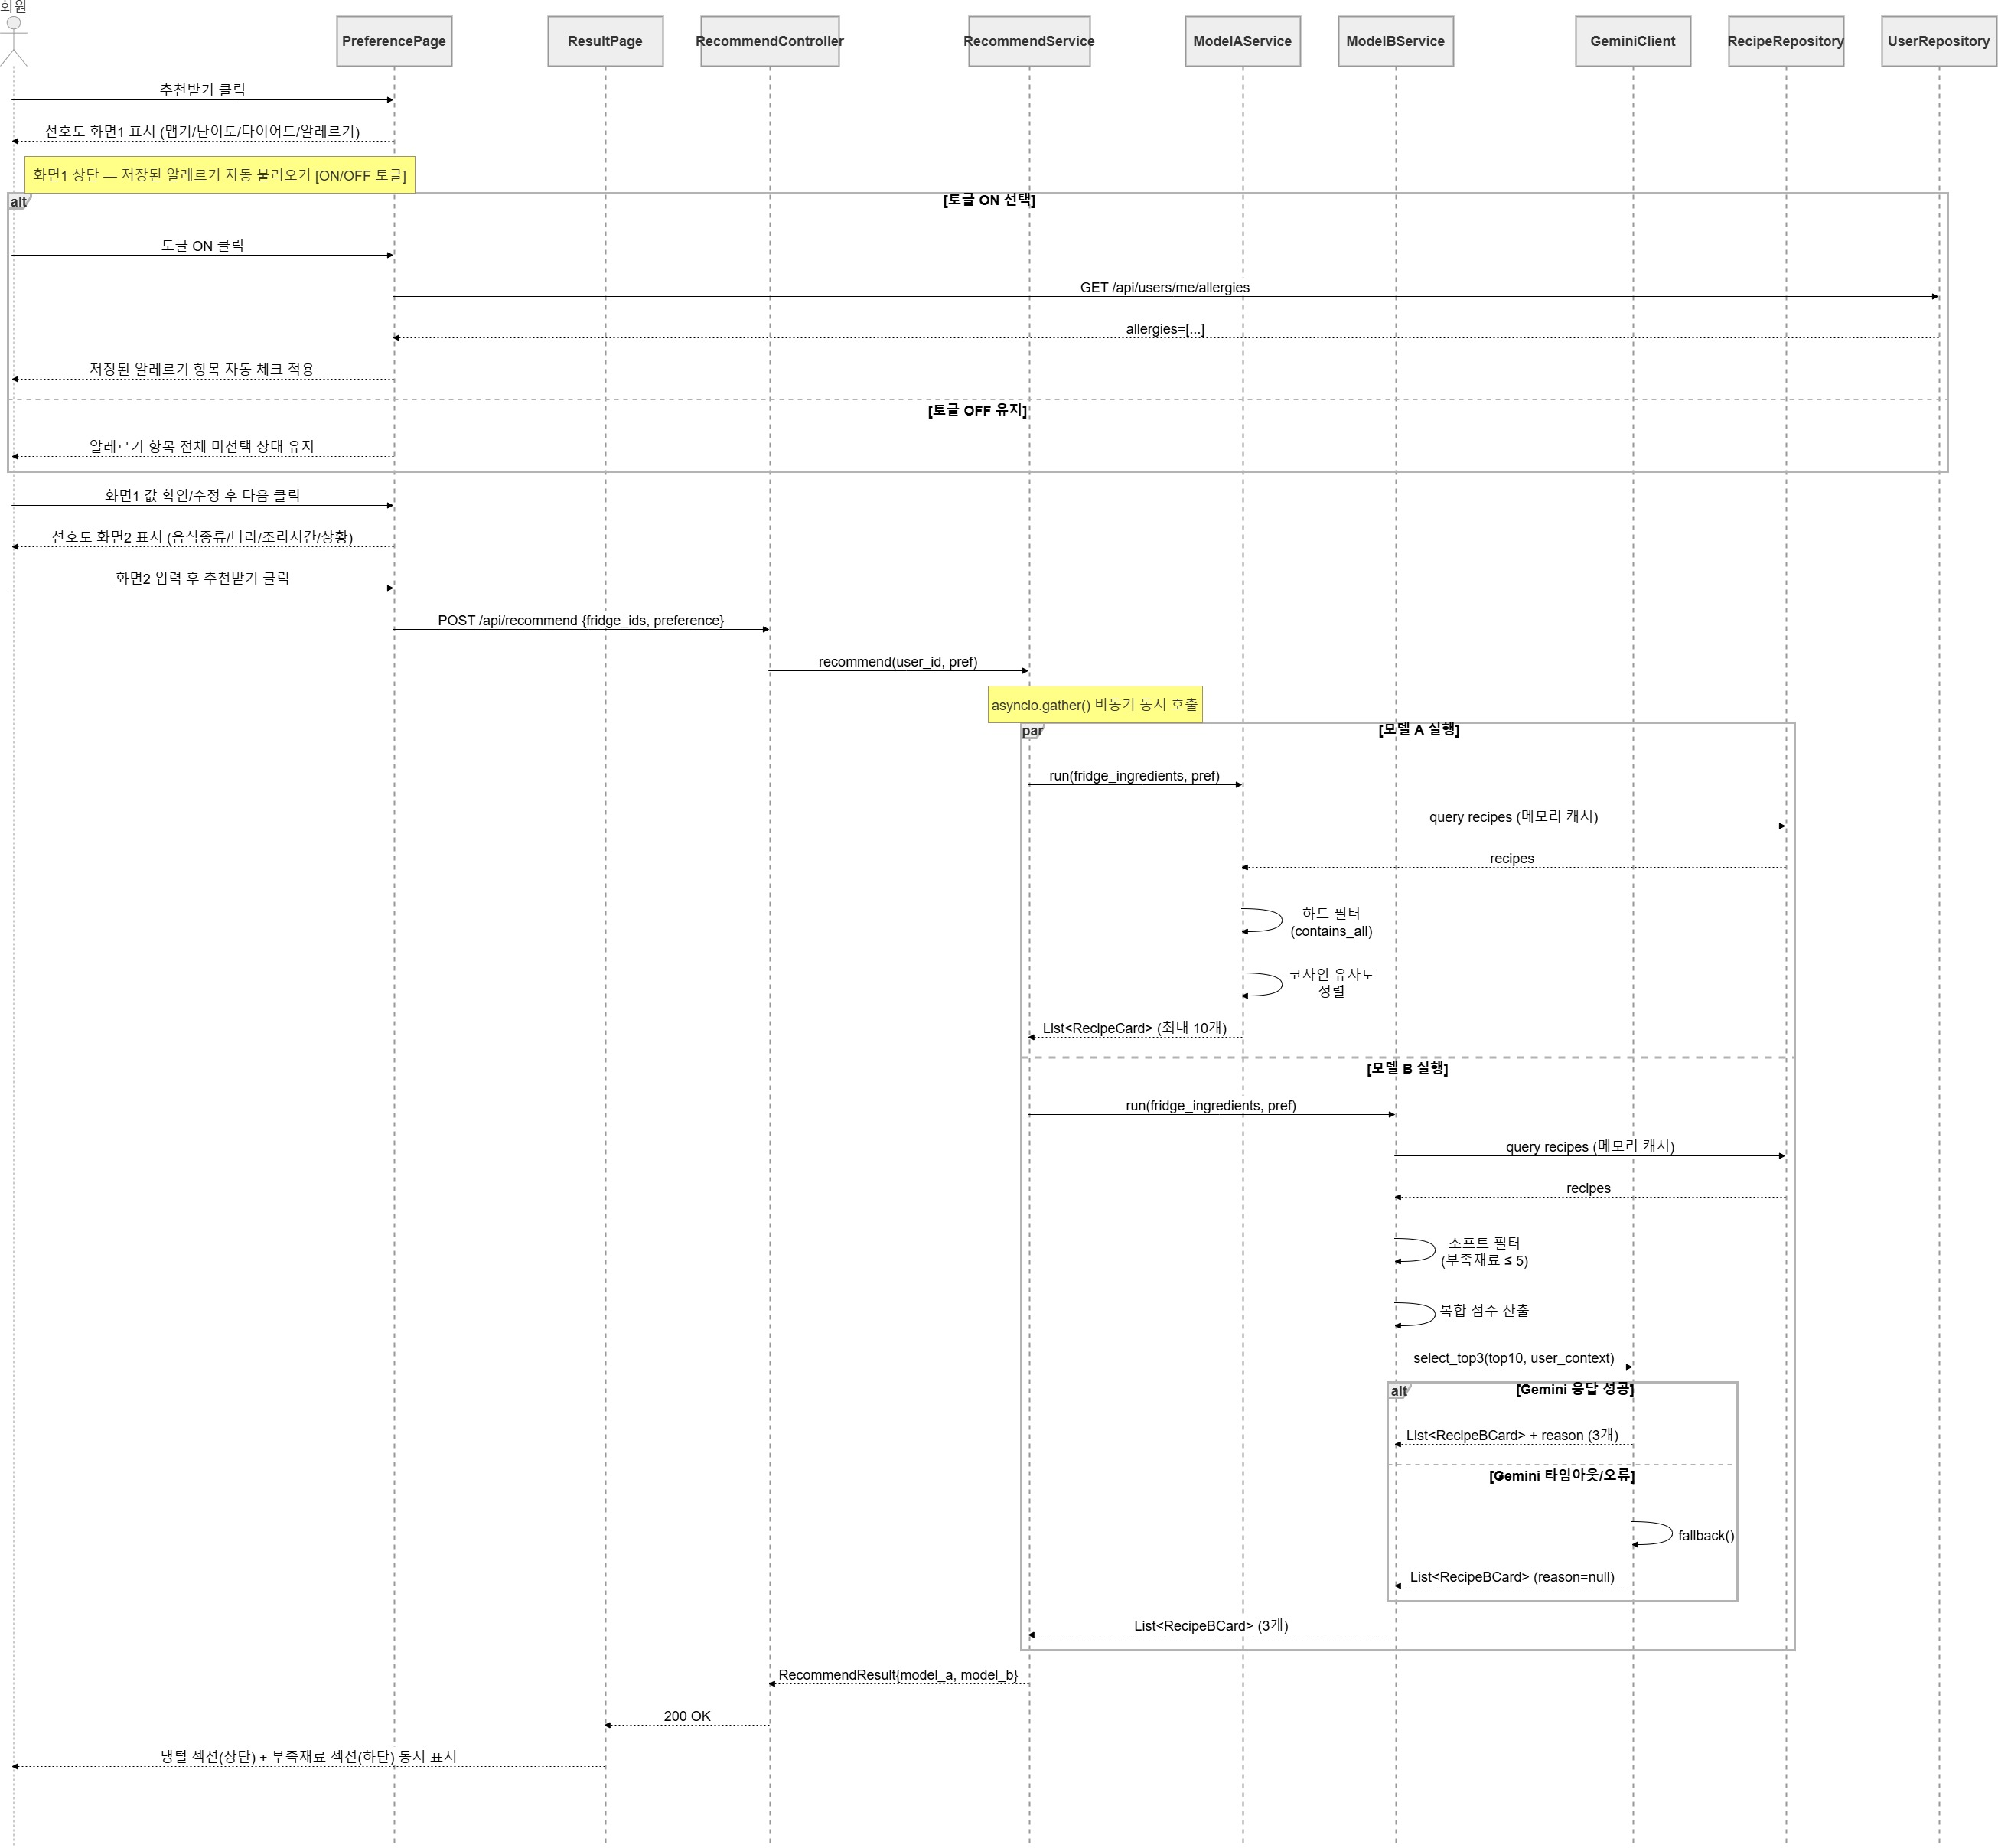 회원
PreferencePage
ResultPage
RecommendController
RecommendService
ModelAService
ModelBService
GeminiClient
RecipeRepository
UserRepository
추천받기 클릭
선호도 화면1 표시 (맵기/난이도/다이어트/알레르기)
화면1 상단 — 저장된 알레르기 자동 불러오기 [ON/OFF 토글]
alt
[토글 ON 선택]
토글 ON 클릭
GET /api/users/me/allergies
allergies=[...]
저장된 알레르기 항목 자동 체크 적용
[토글 OFF 유지]
알레르기 항목 전체 미선택 상태 유지
화면1 값 확인/수정 후 다음 클릭
선호도 화면2 표시 (음식종류/나라/조리시간/상황)
화면2 입력 후 추천받기 클릭
POST /api/recommend {fridge_ids, preference}
recommend(user_id, pref)
asyncio.gather() 비동기 동시 호출
par
[모델 A 실행]
run(fridge_ingredients, pref)
query recipes (메모리 캐시)
recipes
하드 필터
(contains_all)
코사인 유사도
정렬
List<RecipeCard> (최대 10개)
[모델 B 실행]
run(fridge_ingredients, pref)
query recipes (메모리 캐시)
recipes
소프트 필터
(부족재료 ≤ 5)
복합 점수 산출
select_top3(top10, user_context)
alt
[Gemini 응답 성공]
List<RecipeBCard> + reason (3개)
[Gemini 타임아웃/오류]
fallback()
List<RecipeBCard> (reason=null)
List<RecipeBCard> (3개)
RecommendResult{model_a, model_b}
200 OK
냉털 섹션(상단) + 부족재료 섹션(하단) 동시 표시